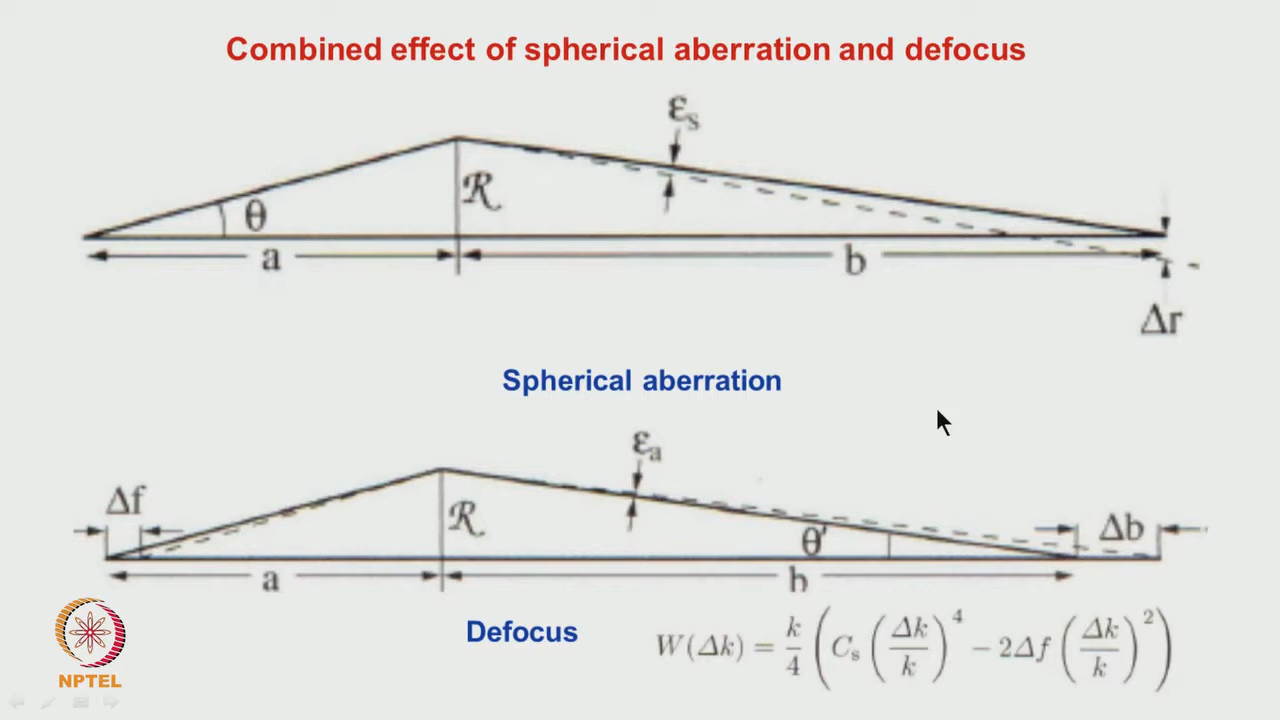 Combined effect of spherical aberration and defocus
εs
θ
ℛ
a
b
Δr
Spherical aberration
εa
Δf
ℛ
θ'
Δb
a
b
Defocus
W(Δk) = k/4 (Cs (Δk/k)^4 − 2Δf (Δk/k)^2)
NPTEL